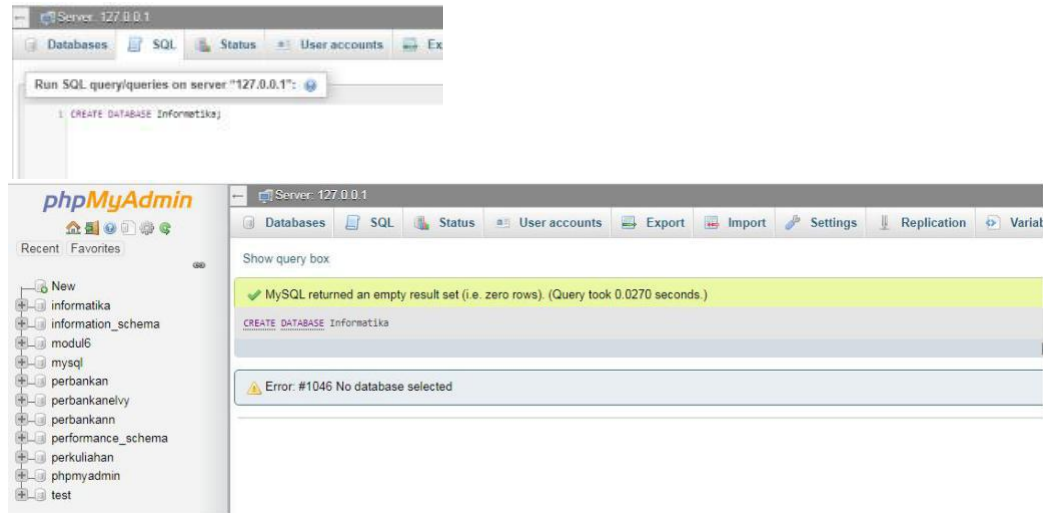 Server: 127.0.0.1
Databases SQL Status User accounts Ex
Run SQL query/queries on server "127.0.0.1":
1 CREATE DATABASE Informatika;
phpMyAdmin
Recent Favorites
New
informatika
information_schema
modul6
mysql
perbankan
perbankanelvy
perbankann
performance_schema
perkuliahan
phpmyadmin
test
Server: 127.0.0.1
Databases SQL Status User accounts Export Import Settings Replication Variab
Show query box
MySQL returned an empty result set (i.e. zero rows). (Query took 0.0270 seconds.)
CREATE DATABASE Informatika
Error: #1046 No database selected